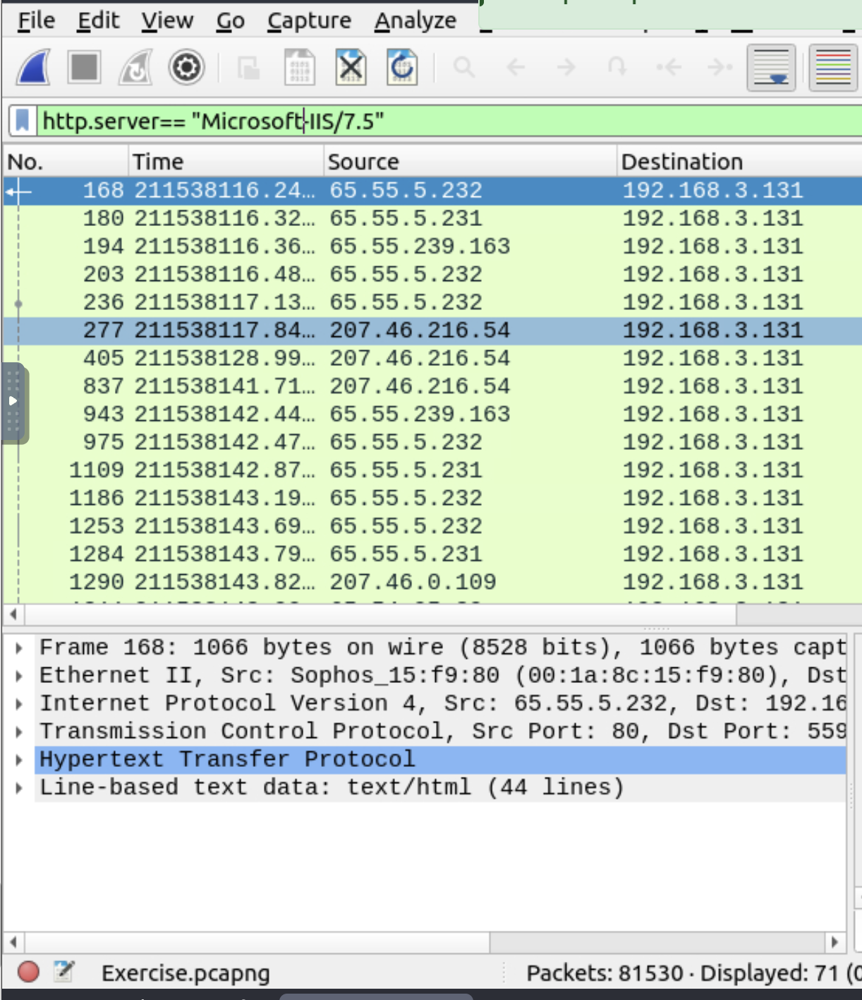 File Edit View Go Capture Analyze
http.server== "Microsoft-IIS/7.5"
No. Time Source Destination
168 211538116.24… 65.55.5.232 192.168.3.131
180 211538116.32… 65.55.5.231 192.168.3.131
194 211538116.36… 65.55.239.163 192.168.3.131
203 211538116.48… 65.55.5.232 192.168.3.131
236 211538117.13… 65.55.5.232 192.168.3.131
277 211538117.84… 207.46.216.54 192.168.3.131
405 211538128.99… 207.46.216.54 192.168.3.131
837 211538141.71… 207.46.216.54 192.168.3.131
943 211538142.44… 65.55.239.163 192.168.3.131
975 211538142.47… 65.55.5.232 192.168.3.131
1109 211538142.87… 65.55.5.231 192.168.3.131
1186 211538143.19… 65.55.5.232 192.168.3.131
1253 211538143.69… 65.55.5.232 192.168.3.131
1284 211538143.79… 65.55.5.231 192.168.3.131
1290 211538143.82… 207.46.0.109 192.168.3.131
Frame 168: 1066 bytes on wire (8528 bits), 1066 bytes capt
Ethernet II, Src: Sophos_15:f9:80 (00:1a:8c:15:f9:80), Dst
Internet Protocol Version 4, Src: 65.55.5.232, Dst: 192.16
Transmission Control Protocol, Src Port: 80, Dst Port: 559
Hypertext Transfer Protocol
Line-based text data: text/html (44 lines)
Exercise.pcapng Packets: 81530 · Displayed: 71 (0